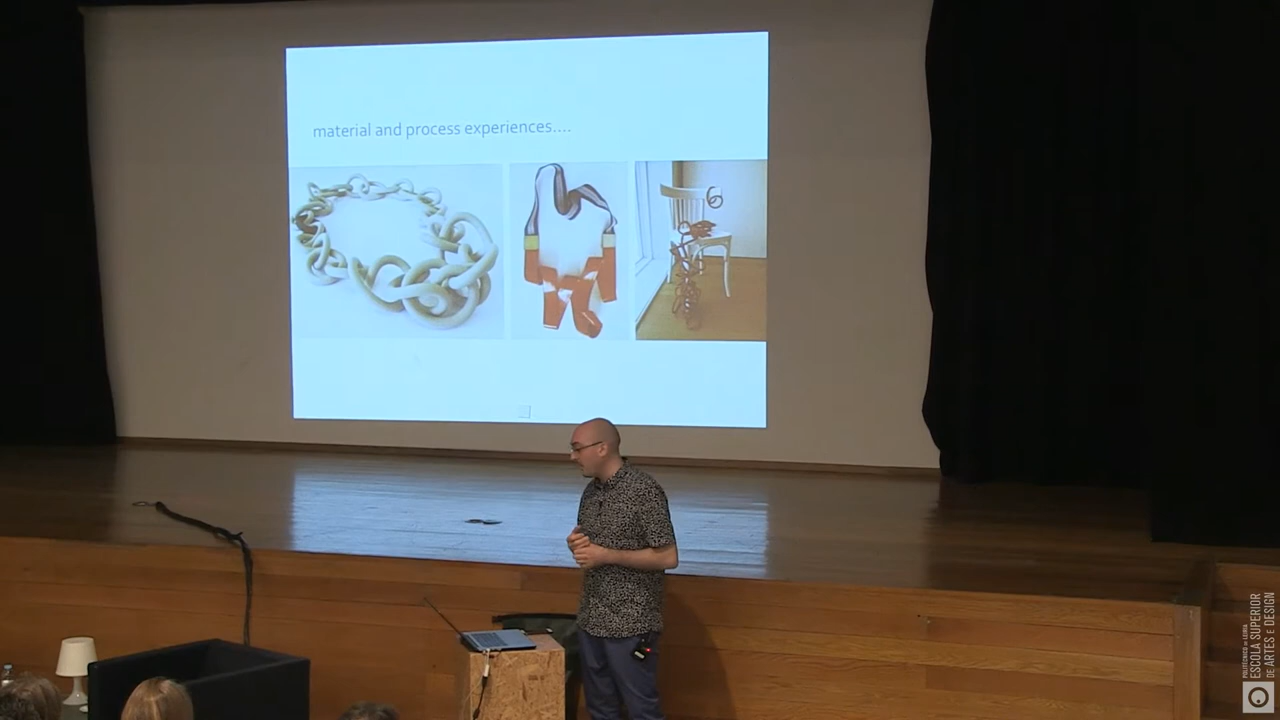 material and process experiences....
POLITÉCNICO DE LEIRIA
ESCOLA SUPERIOR
DE ARTES E DESIGN